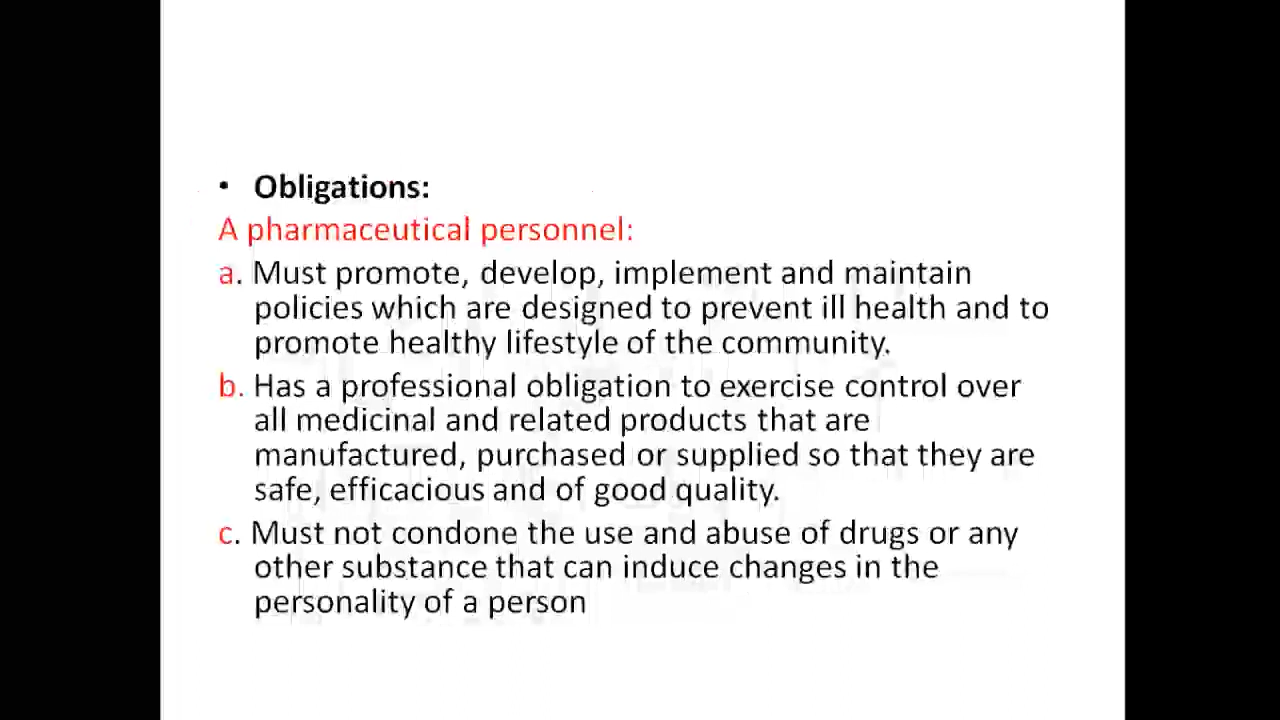 • Obligations:
A pharmaceutical personnel:
a. Must promote, develop, implement and maintain
policies which are designed to prevent ill health and to
promote healthy lifestyle of the community.
b. Has a professional obligation to exercise control over
all medicinal and related products that are
manufactured, purchased or supplied so that they are
safe, efficacious and of good quality.
c. Must not condone the use and abuse of drugs or any
other substance that can induce changes in the
personality of a person